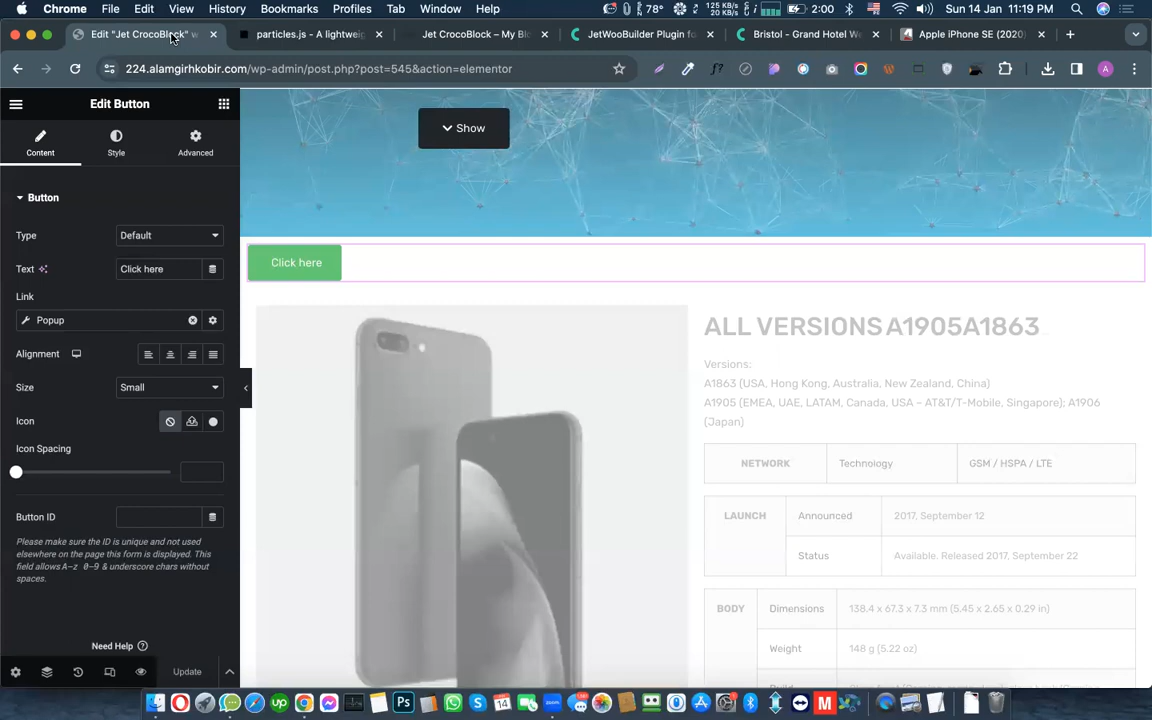 Chrome File Edit View History Bookmarks Profiles Tab Window Help 78° 125 KB/s 20 KB/s 2:00 Sun 14 Jan 11:19 PM
Edit "Jet CrocoBlock" w particles.js - A lightweig Jet CrocoBlock – My Blo JetWooBuilder Plugin fo Bristol - Grand Hotel We Apple iPhone SE (2020)
224.alamgirhkobir.com/wp-admin/post.php?post=545&action=elementor
Edit Button
Content Style Advanced
Button
Type Default
Text Click here
Link
Popup
Alignment
Size Small
Icon
Icon Spacing
Button ID
Please make sure the ID is unique and not used
elsewhere on the page this form is displayed. This
field allows A-z 0-9 & underscore chars without
spaces.
Need Help
Update
Show
Click here
ALL VERSIONS A1905A1863
Versions:
A1863 (USA, Hong Kong, Australia, New Zealand, China)
A1905 (EMEA, UAE, LATAM, Canada, USA – AT&T/T-Mobile, Singapore); A1906
(Japan)
NETWORK Technology GSM / HSPA / LTE
LAUNCH Announced 2017, September 12
Status Available. Released 2017, September 22
BODY Dimensions 138.4 x 67.3 x 7.3 mm (5.45 x 2.65 x 0.29 in)
Weight 148 g (5.22 oz)